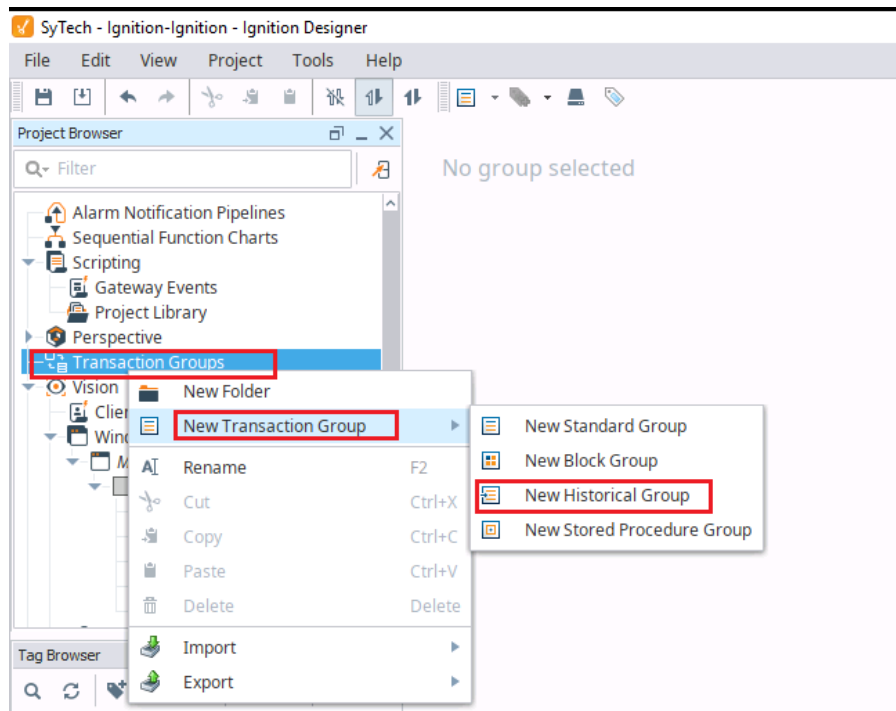 SyTech - Ignition-Ignition - Ignition Designer
File Edit View Project Tools Help
Project Browser
Filter
No group selected
Alarm Notification Pipelines
Sequential Function Charts
Scripting
Gateway Events
Project Library
Perspective
Transaction Groups
Vision
New Folder
New Transaction Group
New Standard Group
New Block Group
New Historical Group
New Stored Procedure Group
Rename F2
Cut Ctrl+X
Copy Ctrl+C
Paste Ctrl+V
Delete Delete
Import
Export
Tag Browser